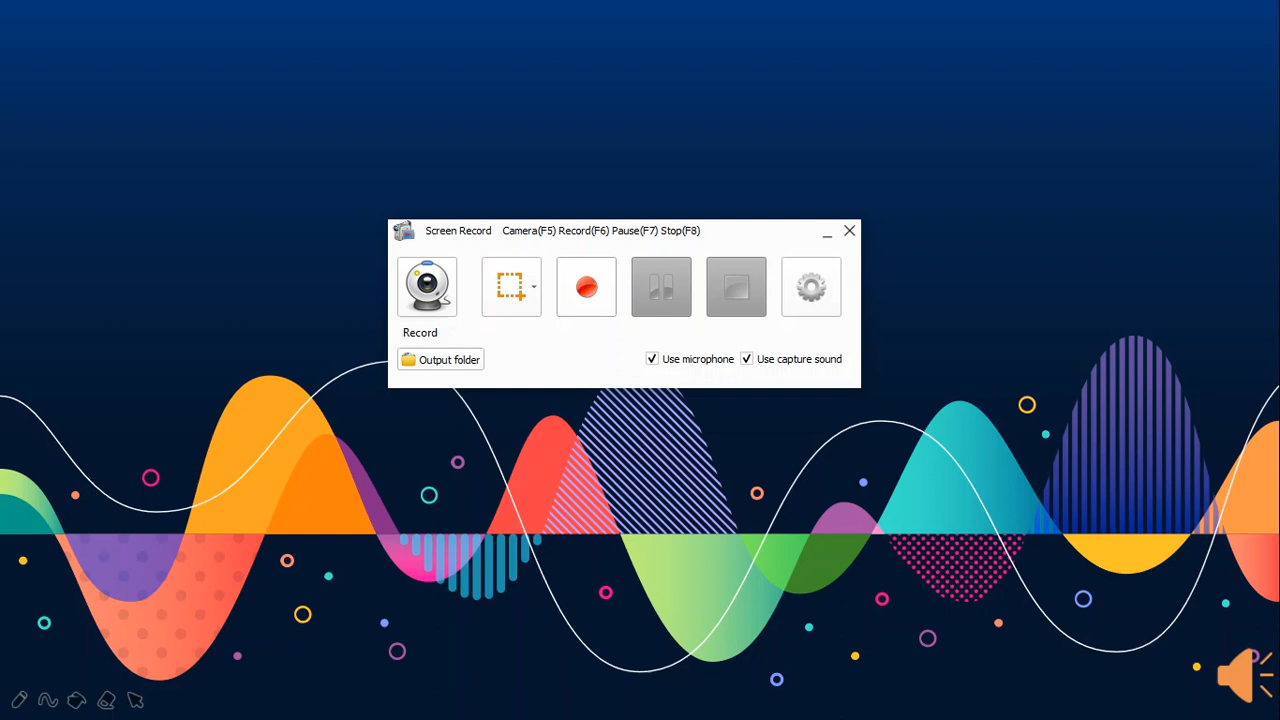 Screen Record Camera(F5) Record(F6) Pause(F7) Stop(F8)
Record
Output folder
Use microphone
Use capture sound